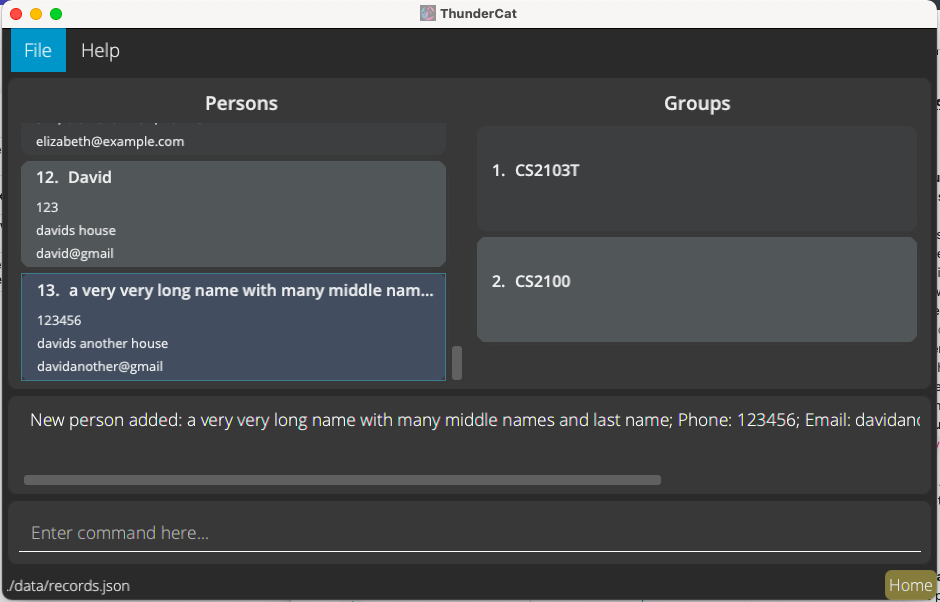 ThunderCat
File Help
Persons
elizabeth@example.com
12. David
123
davids house
david@gmail
13. a very very long name with many middle nam...
123456
davids another house
davidanother@gmail
Groups
1. CS2103T
2. CS2100
New person added: a very very long name with many middle names and last name; Phone: 123456; Email: davidano
Enter command here...
./data/records.json
Home